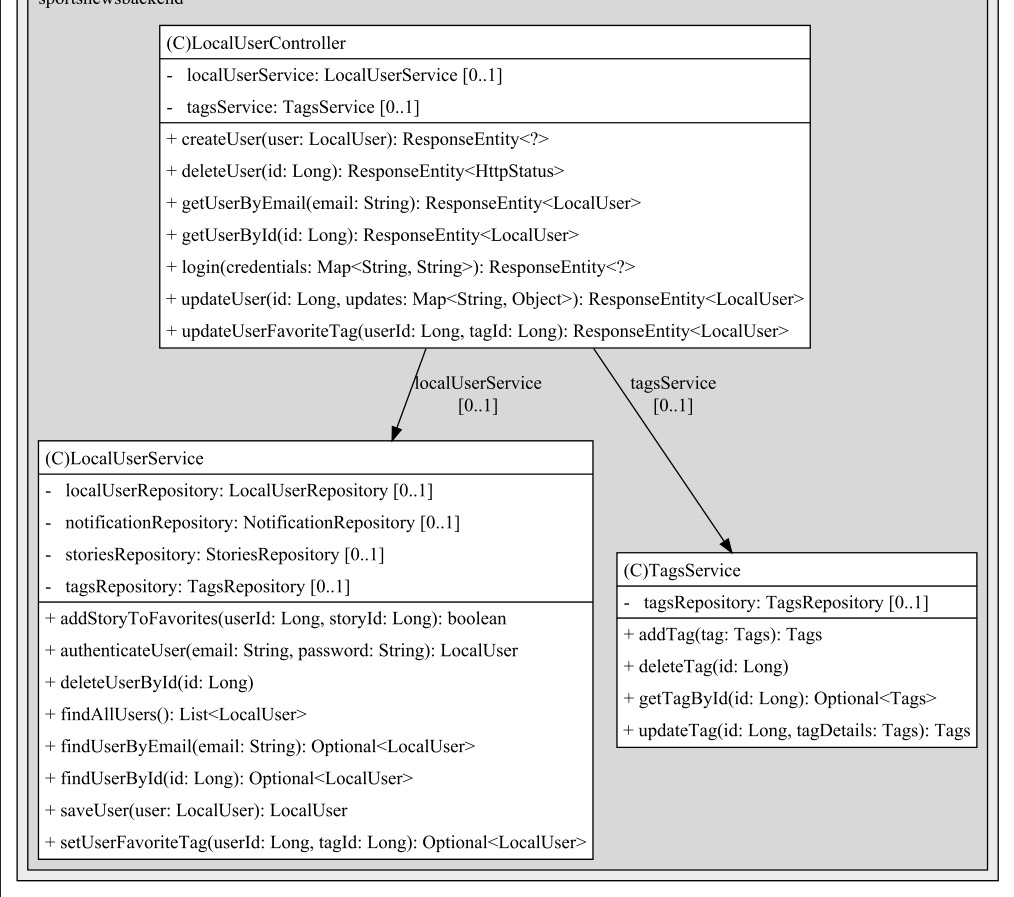 sportsnewsbackend
(C)LocalUserController
- localUserService: LocalUserService [0..1]
- tagsService: TagsService [0..1]
+ createUser(user: LocalUser): ResponseEntity<?>
+ deleteUser(id: Long): ResponseEntity<HttpStatus>
+ getUserByEmail(email: String): ResponseEntity<LocalUser>
+ getUserById(id: Long): ResponseEntity<LocalUser>
+ login(credentials: Map<String, String>): ResponseEntity<?>
+ updateUser(id: Long, updates: Map<String, Object>): ResponseEntity<LocalUser>
+ updateUserFavoriteTag(userId: Long, tagId: Long): ResponseEntity<LocalUser>
localUserService
[0..1]
tagsService
[0..1]
(C)LocalUserService
- localUserRepository: LocalUserRepository [0..1]
- notificationRepository: NotificationRepository [0..1]
- storiesRepository: StoriesRepository [0..1]
- tagsRepository: TagsRepository [0..1]
+ addStoryToFavorites(userId: Long, storyId: Long): boolean
+ authenticateUser(email: String, password: String): LocalUser
+ deleteUserById(id: Long)
+ findAllUsers(): List<LocalUser>
+ findUserByEmail(email: String): Optional<LocalUser>
+ findUserById(id: Long): Optional<LocalUser>
+ saveUser(user: LocalUser): LocalUser
+ setUserFavoriteTag(userId: Long, tagId: Long): Optional<LocalUser>
(C)TagsService
- tagsRepository: TagsRepository [0..1]
+ addTag(tag: Tags): Tags
+ deleteTag(id: Long)
+ getTagById(id: Long): Optional<Tags>
+ updateTag(id: Long, tagDetails: Tags): Tags